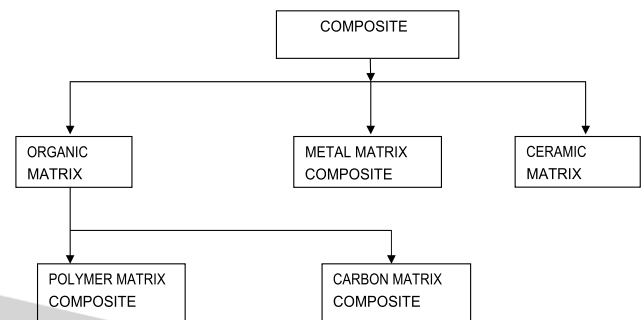 COMPOSITE
ORGANIC
MATRIX
METAL MATRIX
COMPOSITE
CERAMIC
MATRIX
POLYMER MATRIX
COMPOSITE
CARBON MATRIX
COMPOSITE